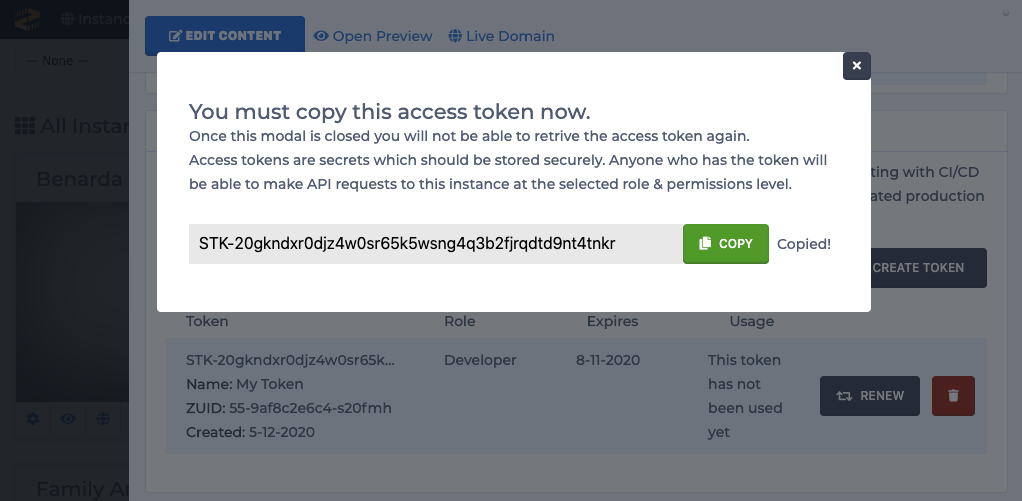 Instanc
EDIT CONTENT
Open Preview
Live Domain
— None —
All Instan
Benarda
You must copy this access token now.
Once this modal is closed you will not be able to retrive the access token again.
Access tokens are secrets which should be stored securely. Anyone who has the token will
be able to make API requests to this instance at the selected role & permissions level.
STK-20gkndxr0djz4w0sr65k5wsng4q3b2fjrqdtd9nt4tnkr
COPY
Copied!
ting with CI/CD
ated production
CREATE TOKEN
Token Role Expires Usage
STK-20gkndxr0djz4w0sr65k... Developer 8-11-2020 This token
Name: My Token has not
ZUID: 55-9af8c2e6c4-s20fmh been used
Created: 5-12-2020 yet
RENEW
Family Ar